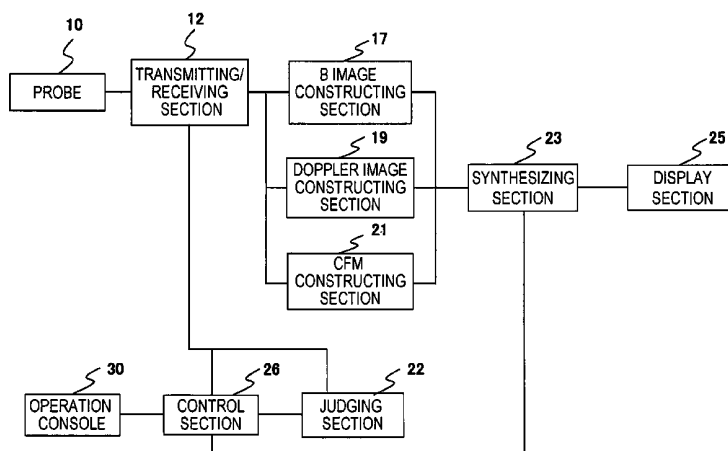 10
PROBE
12
TRANSMITTING/
RECEIVING
SECTION
17
B IMAGE
CONSTRUCTING
SECTION
19
DOPPLER IMAGE
CONSTRUCTING
SECTION
21
CFM
CONSTRUCTING
SECTION
23
SYNTHESIZING
SECTION
25
DISPLAY
SECTION
30
OPERATION
CONSOLE
26
CONTROL
SECTION
22
JUDGING
SECTION